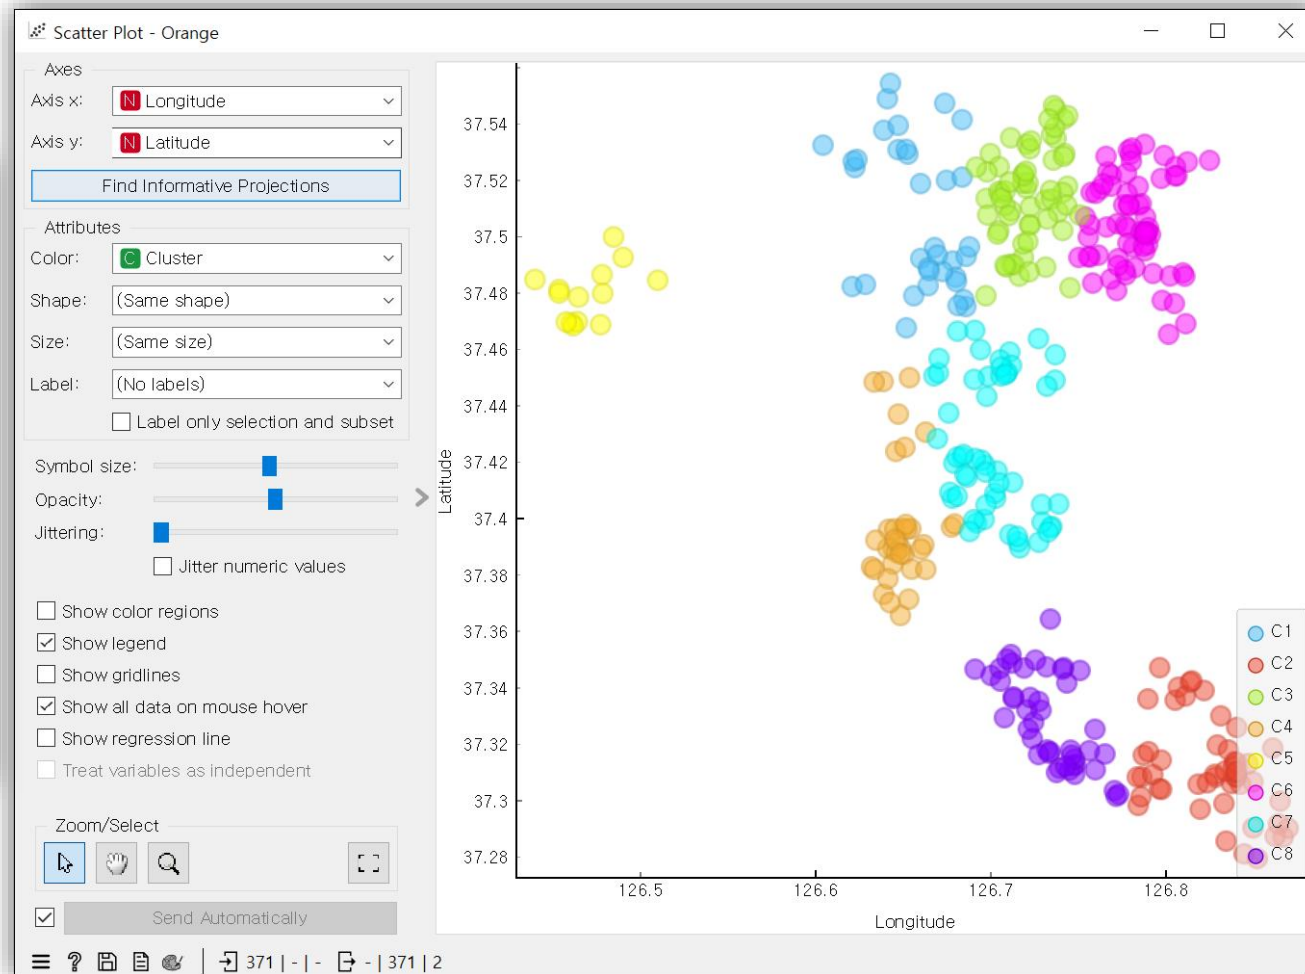 Scatter Plot - Orange
Axes
Axis x: N Longitude
Axis y: N Latitude
Find Informative Projections
Attributes
Color: C Cluster
Shape: (Same shape)
Size: (Same size)
Label: (No labels)
Label only selection and subset
Symbol size:
Opacity:
Jittering:
Jitter numeric values
Show color regions
Show legend
Show gridlines
Show all data on mouse hover
Show regression line
Treat variables as independent
Zoom/Select
Send Automatically
371 | - | - - | 371 | 2
Latitude
37.54
37.52
37.5
37.48
37.46
37.44
37.42
37.4
37.38
37.36
37.34
37.32
37.3
37.28
126.5 126.6 126.7 126.8
Longitude
C1
C2
C3
C4
C5
C6
C7
C8